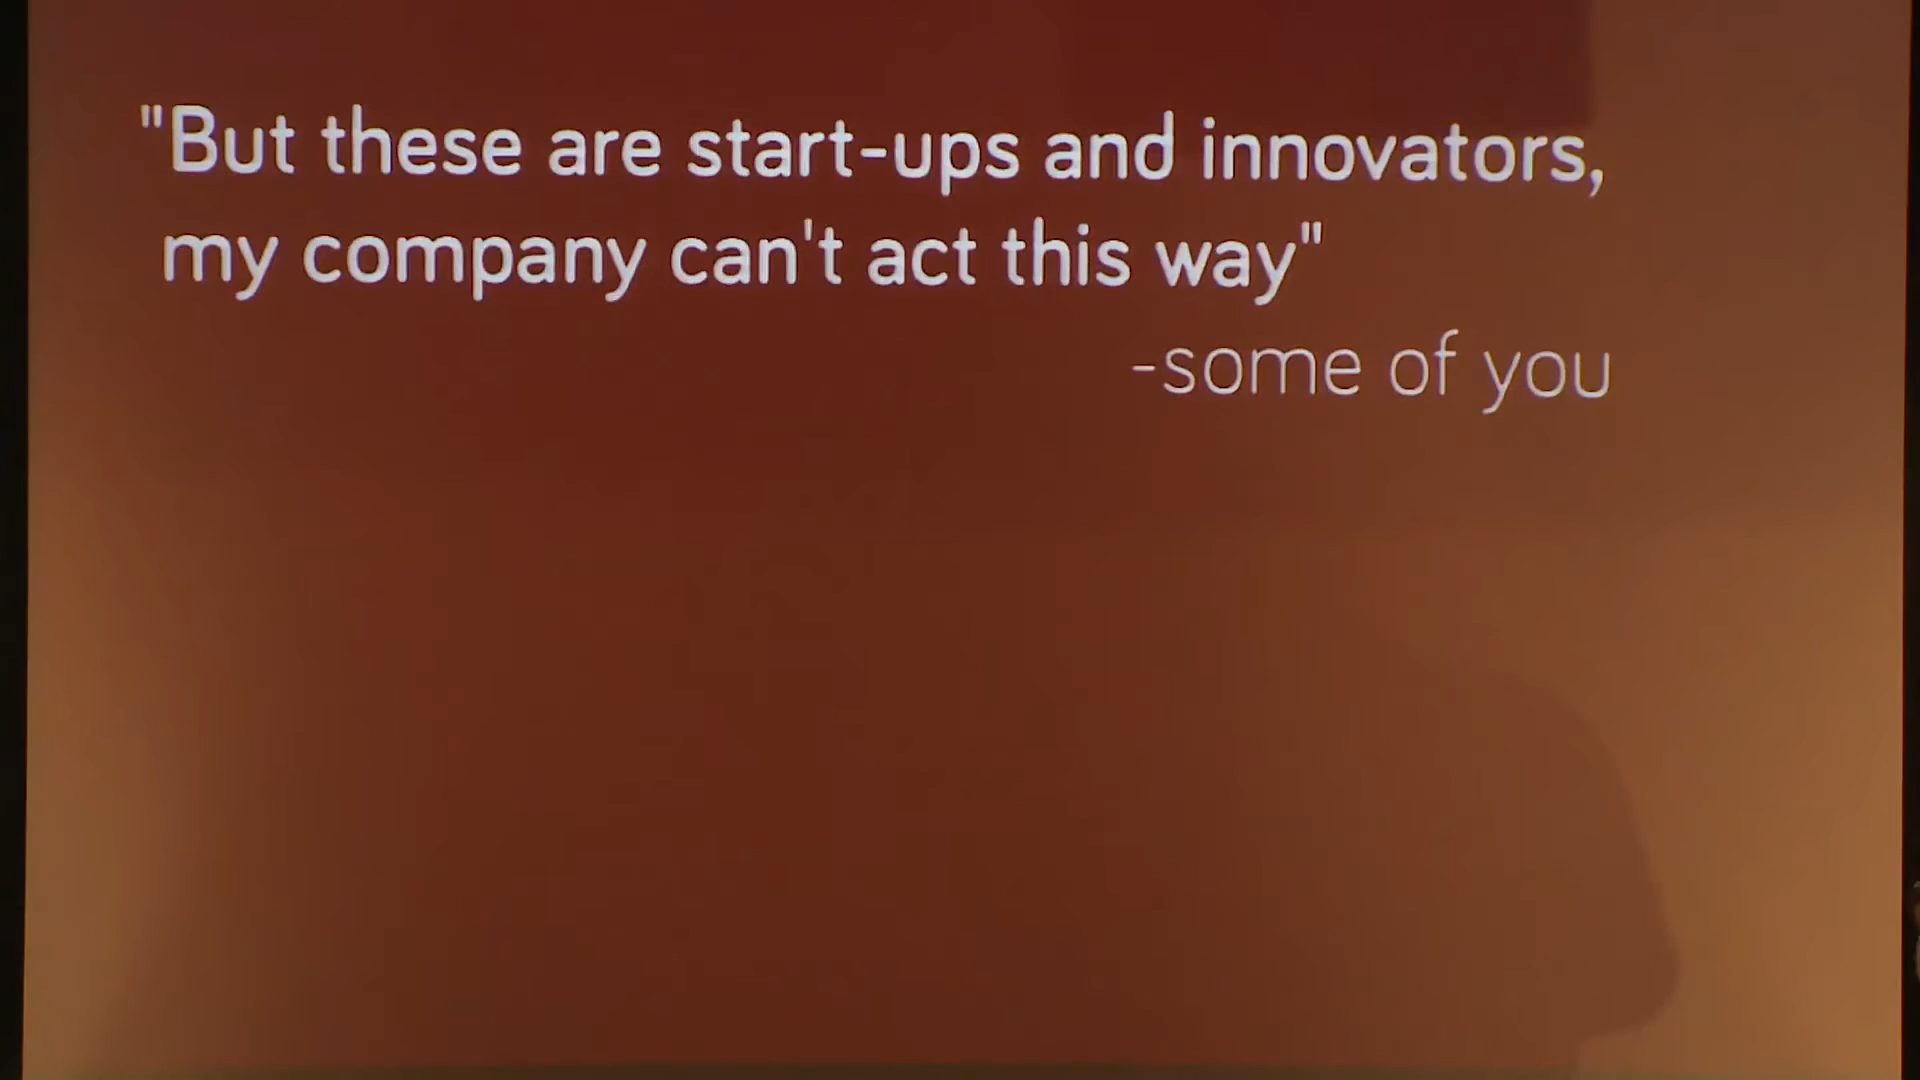 "But these are start-ups and innovators,
my company can't act this way"
-some of you